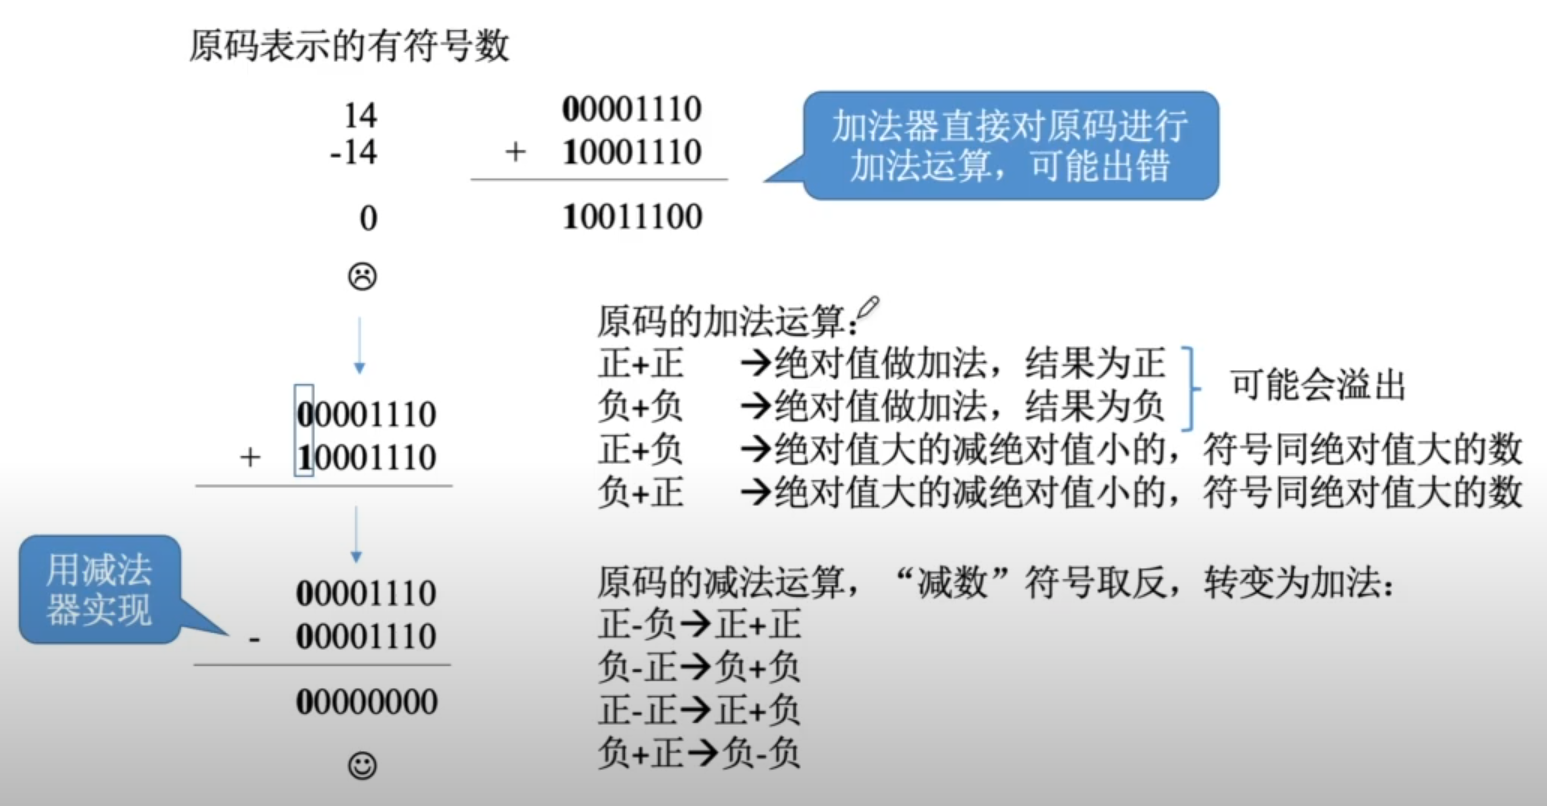 原码表示的有符号数
14
-14
0
☹
00001110
+ 10001110
10011100
加法器直接对原码进行
加法运算，可能出错
00001110
+ 10001110
用减法
器实现
00001110
- 00001110
00000000
☺
原码的加法运算：
正+正 →绝对值做加法，结果为正
负+负 →绝对值做加法，结果为负
可能会溢出
正+负 →绝对值大的减绝对值小的，符号同绝对值大的数
负+正 →绝对值大的减绝对值小的，符号同绝对值大的数
原码的减法运算，“减数”符号取反，转变为加法：
正-负→正+正
负-正→负+负
正-正→正+负
负+正→负-负